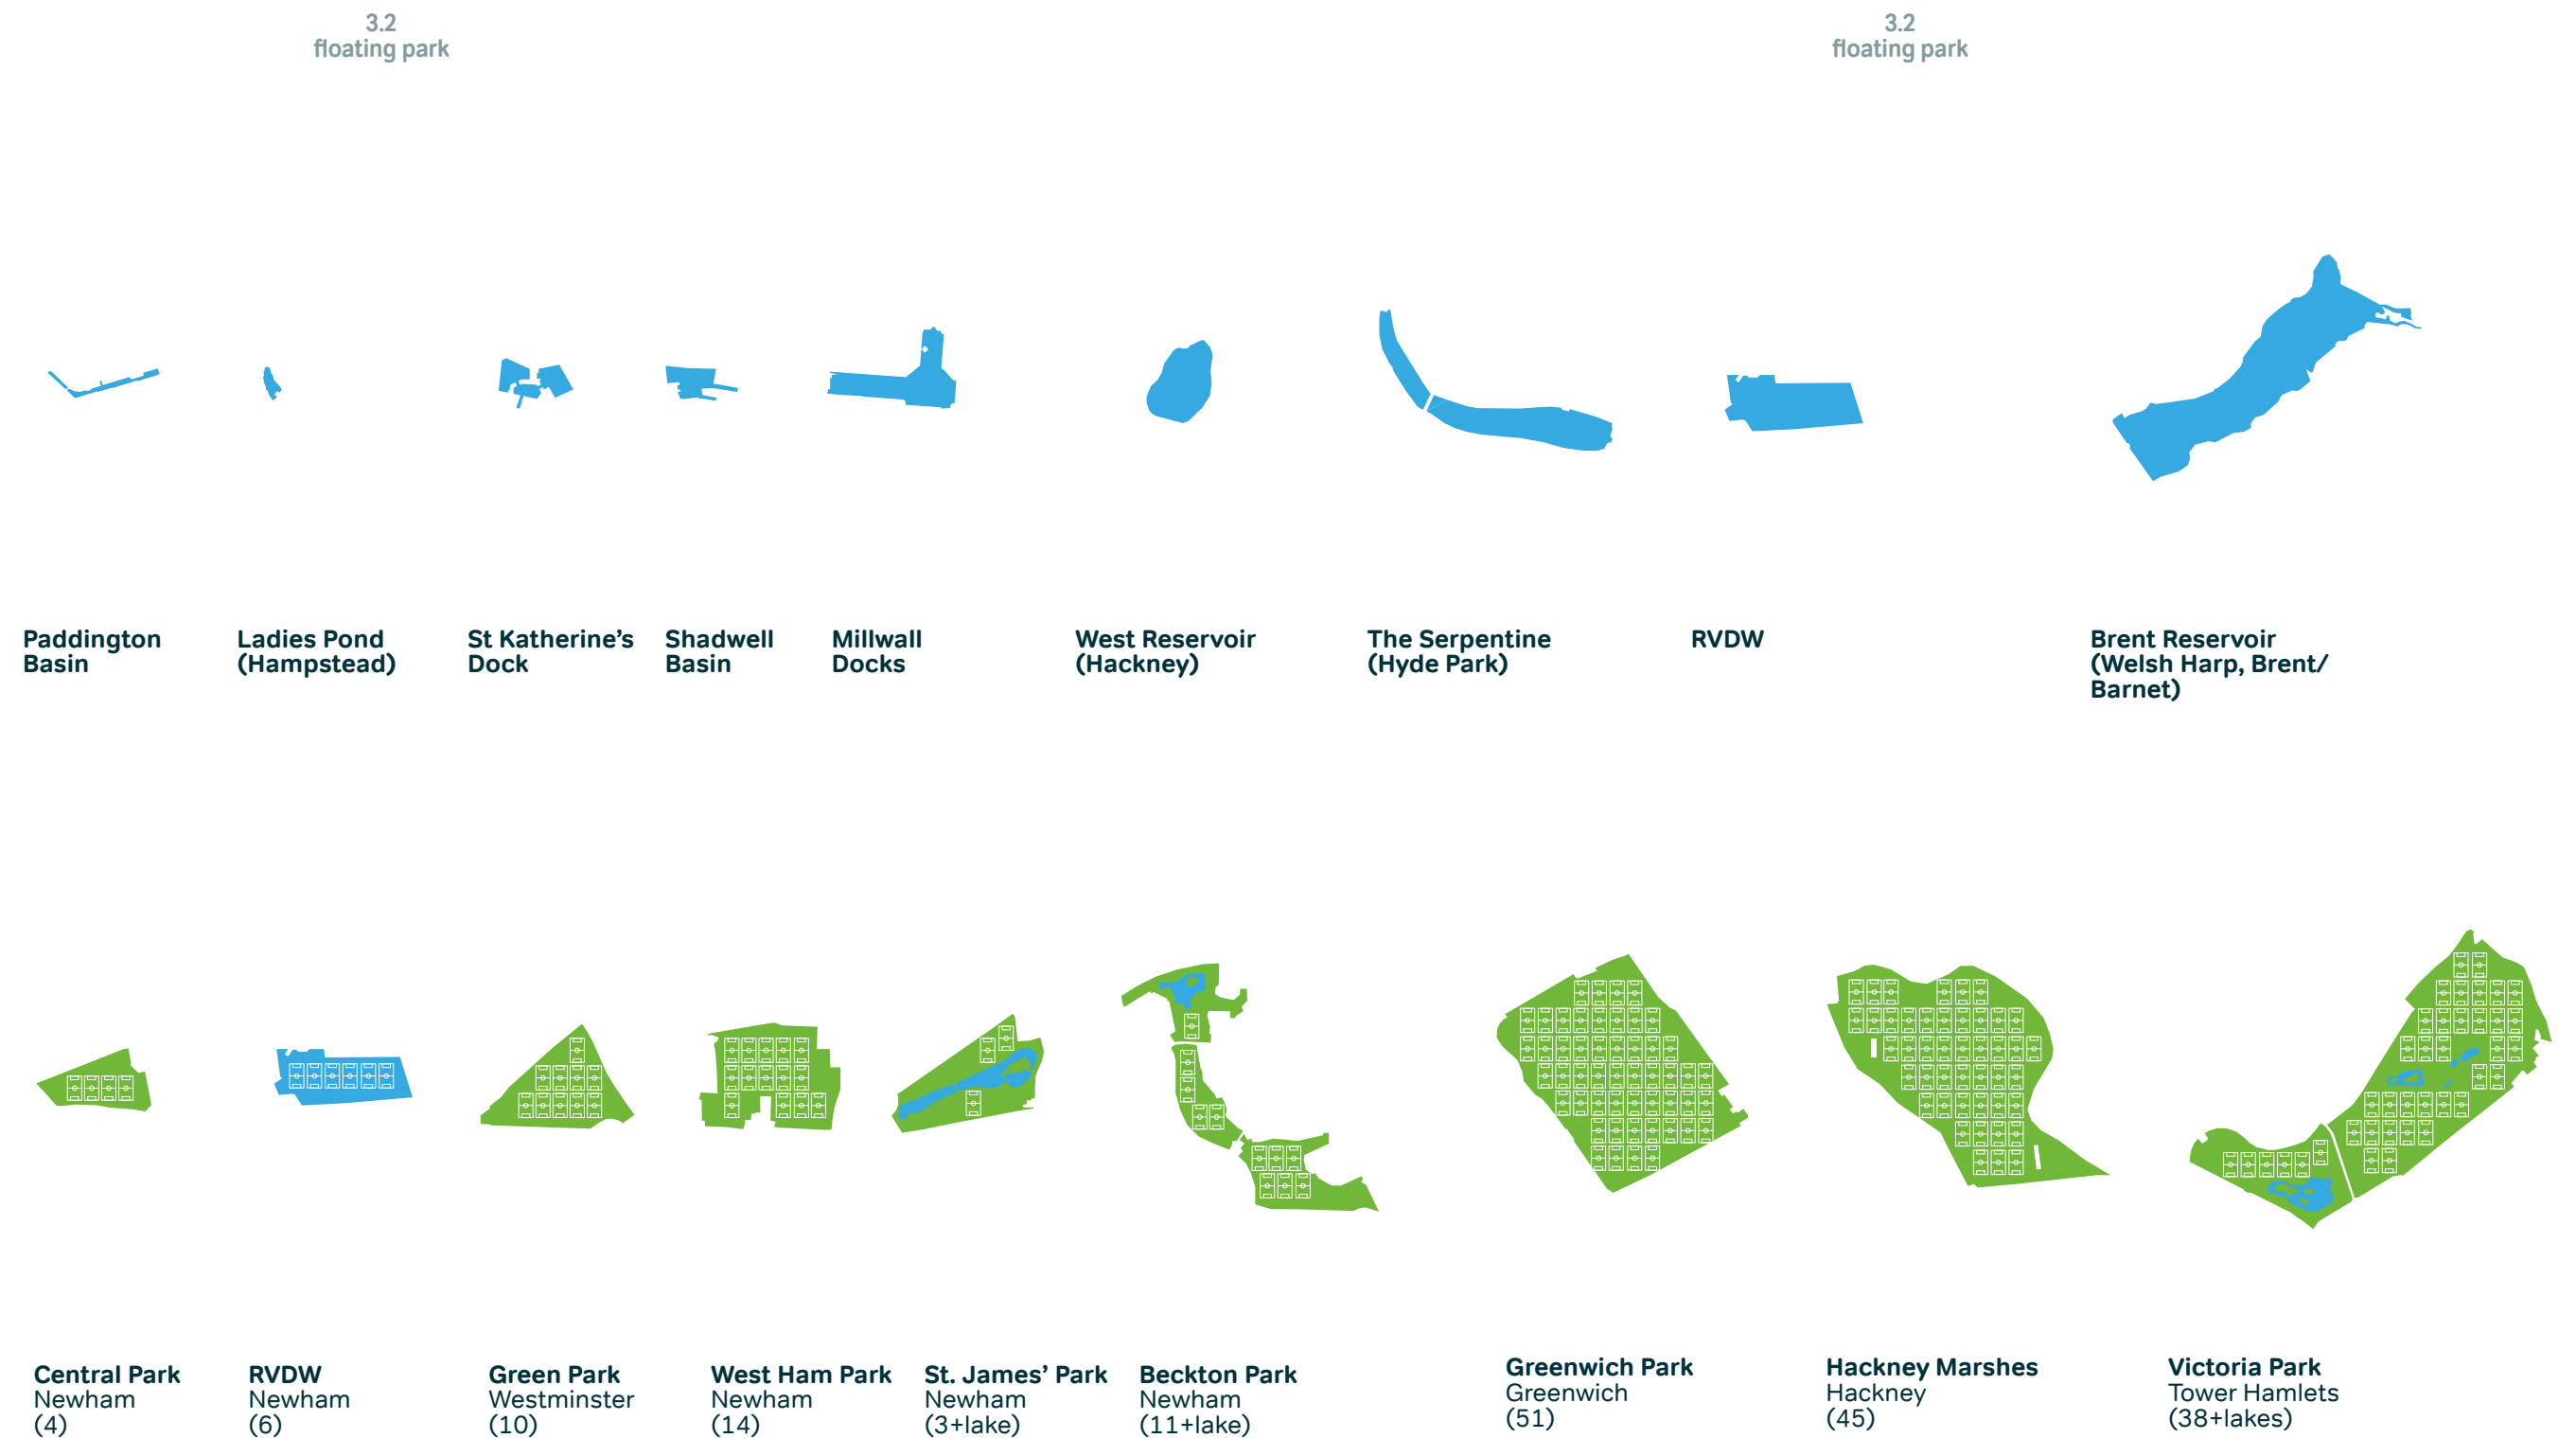 3.2
floating park
3.2
floating park
Paddington
Basin
Ladies Pond
(Hampstead)
St Katherine’s
Dock
Shadwell
Basin
Millwall
Docks
West Reservoir
(Hackney)
The Serpentine
(Hyde Park)
RVDW
Brent Reservoir
(Welsh Harp, Brent/
Barnet)
Central Park
Newham
(4)
RVDW
Newham
(6)
Green Park
Westminster
(10)
West Ham Park
Newham
(14)
St. James’ Park
Newham
(3+lake)
Beckton Park
Newham
(11+lake)
Greenwich Park
Greenwich
(51)
Hackney Marshes
Hackney
(45)
Victoria Park
Tower Hamlets
(38+lakes)